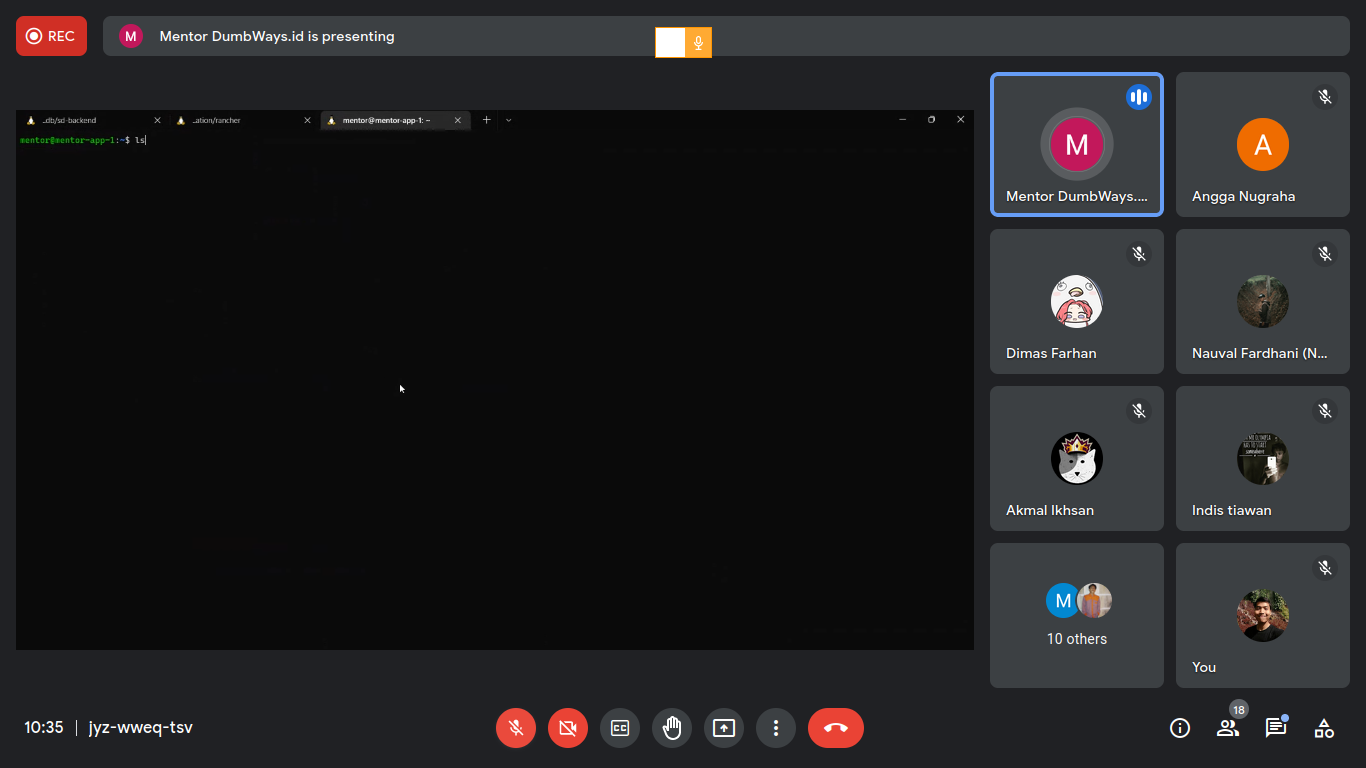 REC
M
Mentor DumbWays.id is presenting
..db/sd-backend
..ation/rancher
mentor@mentor-app-1: ~
mentor@mentor-app-1:~$ ls
M
Mentor DumbWays....
A
Angga Nugraha
Dimas Farhan
Nauval Fardhani (N...
Akmal Ikhsan
Indis tiawan
M
10 others
You
10:35
jyz-wweq-tsv
CC
18